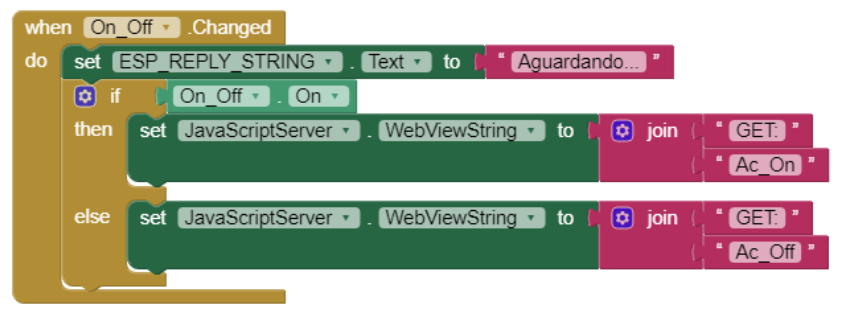 when On_Off .Changed
do set ESP_REPLY_STRING . Text to " Aguardando... "
if On_Off . On
then set JavaScriptServer . WebViewString to join " GET: "
" Ac_On "
else set JavaScriptServer . WebViewString to join " GET: "
" Ac_Off "